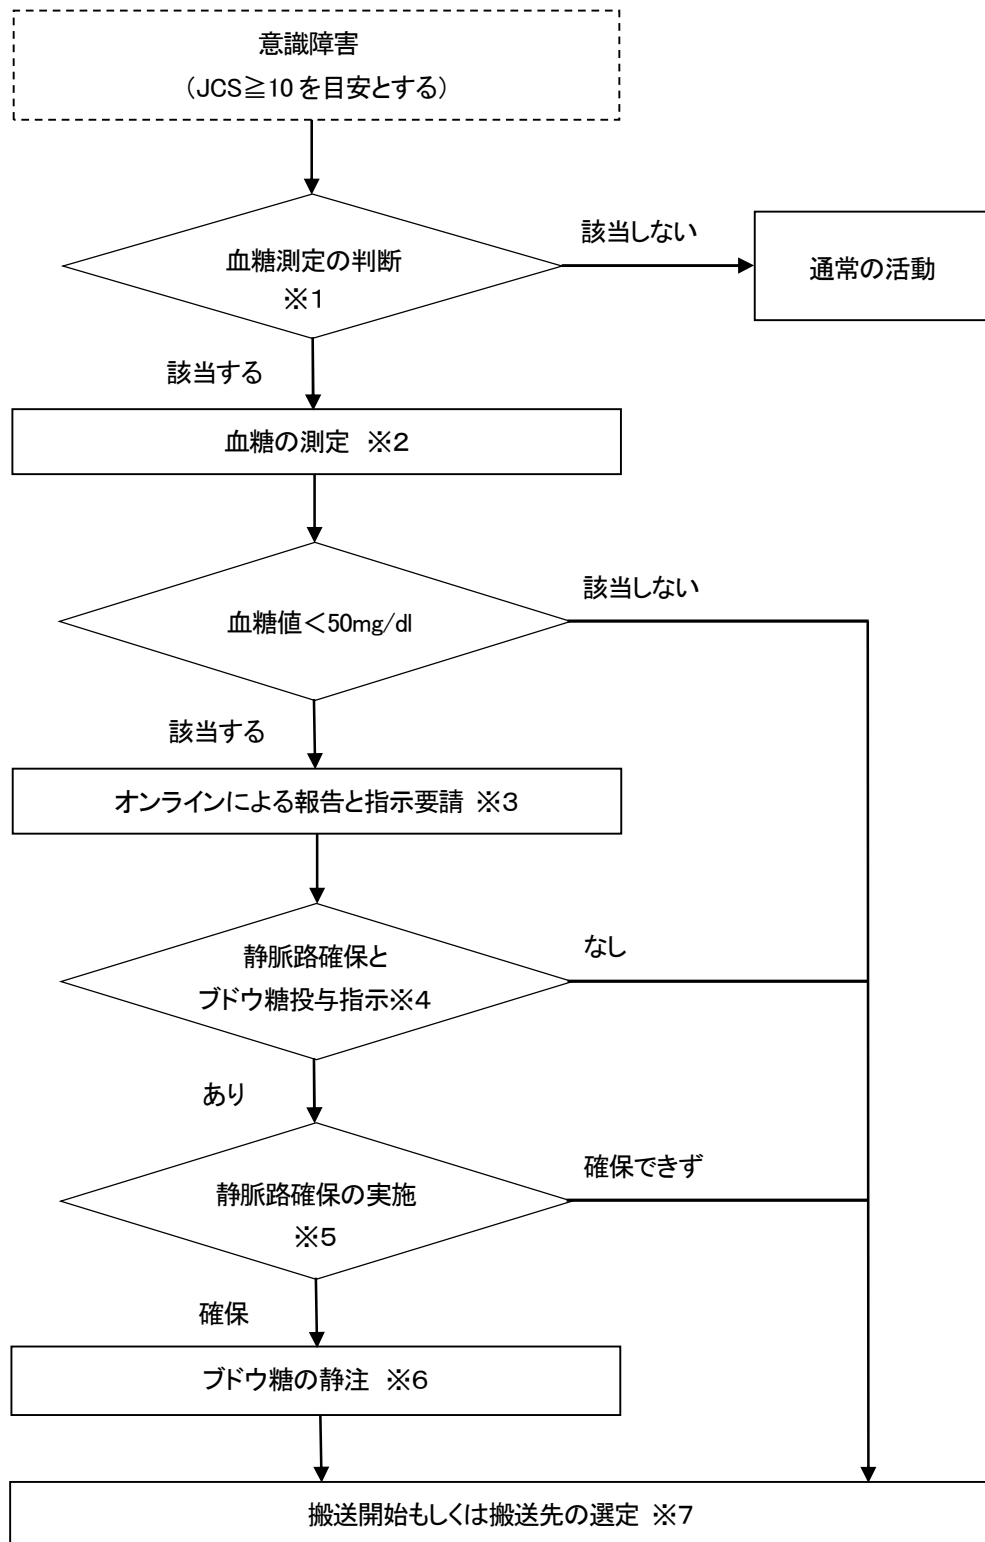 意識障害
（JCS≧10を目安とする）
血糖測定の判断
※1
該当しない
通常の活動
該当する
血糖の測定 ※2
血糖値＜50mg/dl
該当しない
該当する
オンラインによる報告と指示要請 ※3
静脈路確保と
ブドウ糖投与指示※4
なし
あり
静脈路確保の実施
※5
確保できず
確保
ブドウ糖の静注 ※6
搬送開始もしくは搬送先の選定 ※7